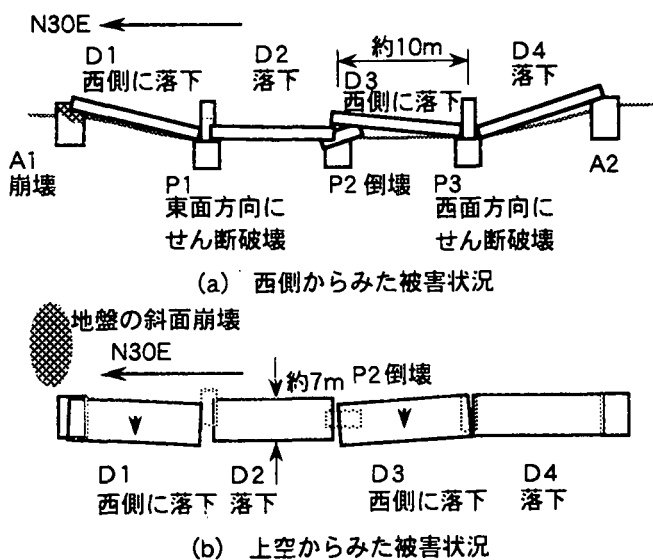 N30E
D1
西側に落下
D2
落下
約10m
D3
西側に落下
D4
落下
A1
崩壊
P1
東面方向に
せん断破壊
P2 倒壊
P3
西面方向に
せん断破壊
A2
(a) 西側からみた被害状況
地盤の斜面崩壊
N30E
約7m
P2倒壊
D1
西側に落下
D2
落下
D3
西側に落下
D4
落下
(b) 上空からみた被害状況